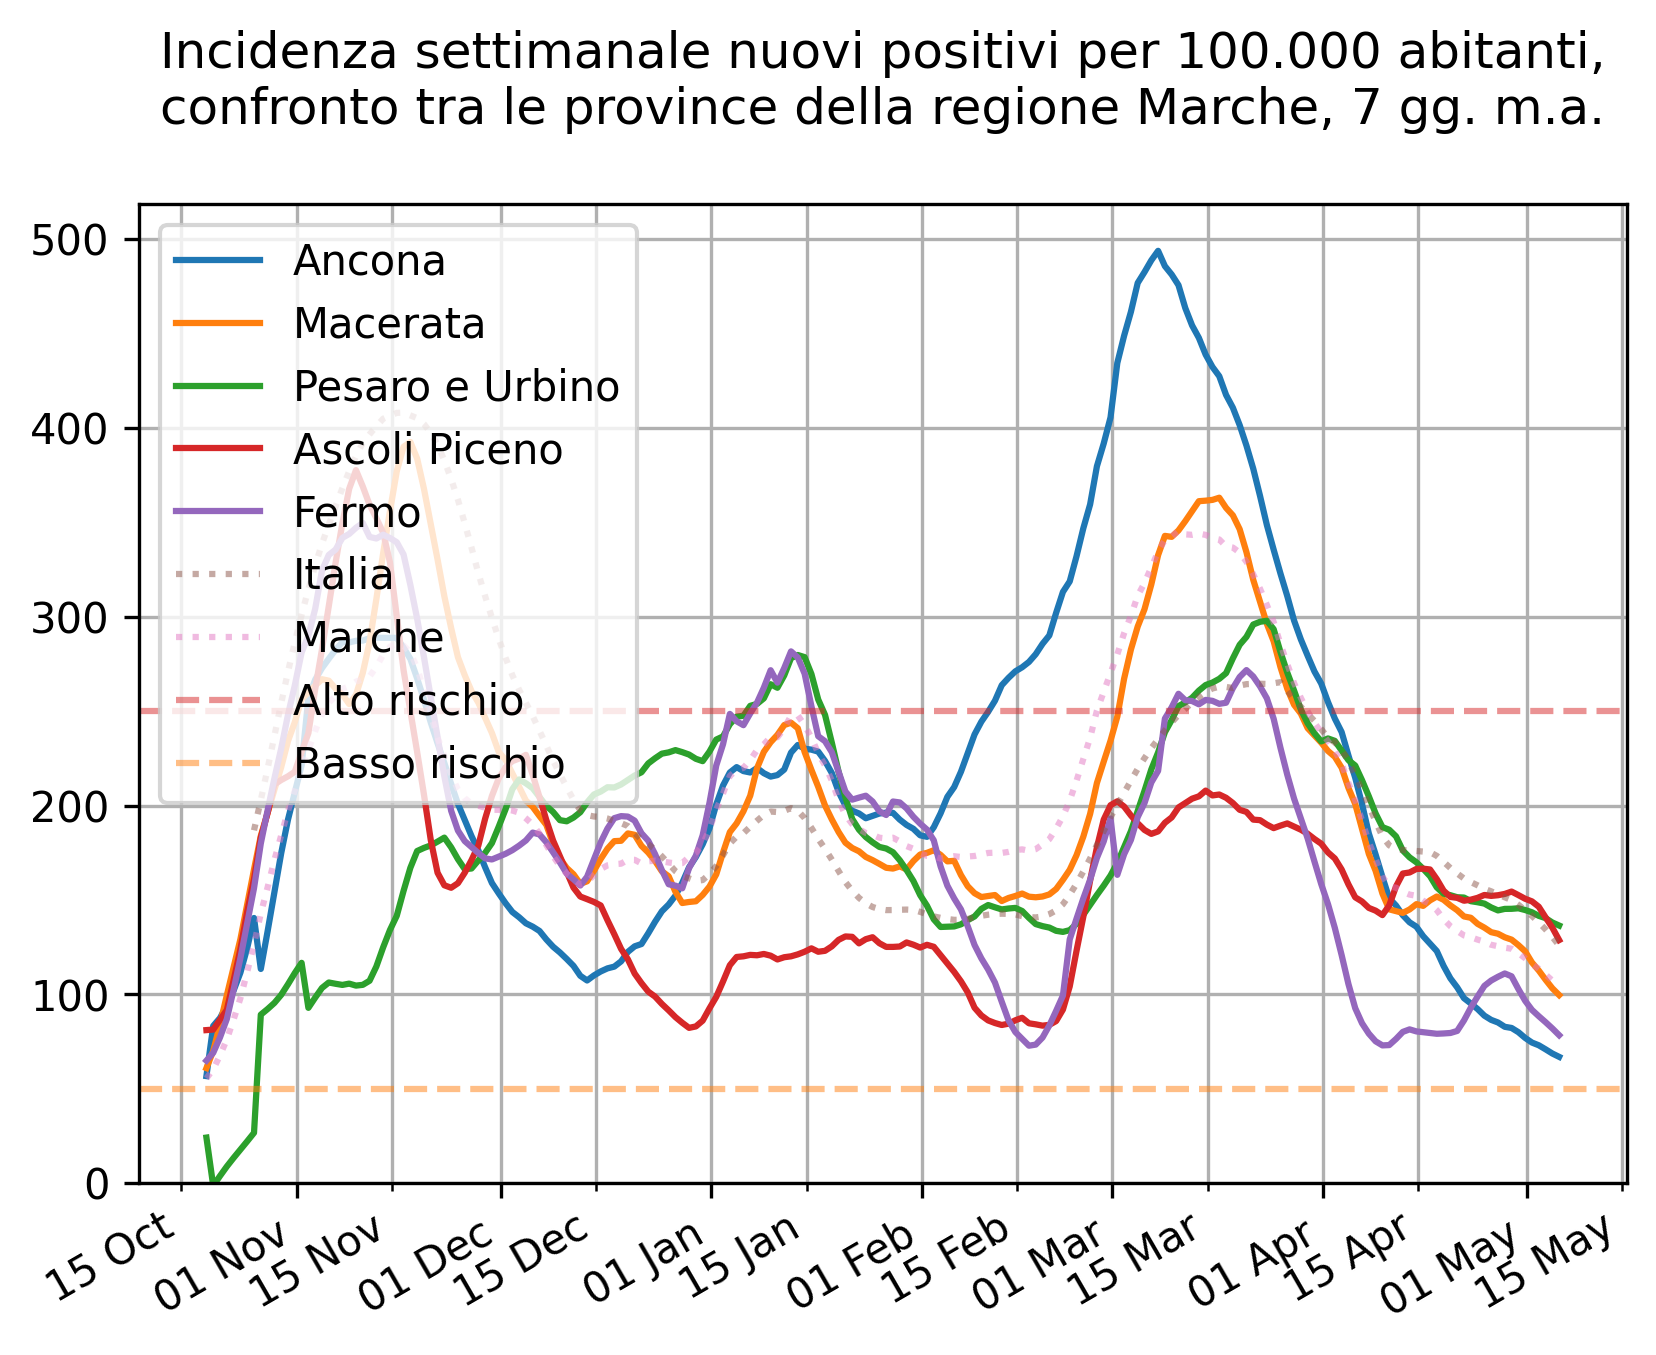 Incidenza settimanale nuovi positivi per 100.000 abitanti,
confronto tra le province della regione Marche, 7 gg. m.a.
500
400
300
200
100
0
Ancona
Macerata
Pesaro e Urbino
Ascoli Piceno
Fermo
Italia
Marche
Alto rischio
Basso rischio
15 Oct
01 Nov
15 Nov
01 Dec
15 Dec
01 Jan
15 Jan
01 Feb
15 Feb
01 Mar
15 Mar
01 Apr
15 Apr
01 May
15 May